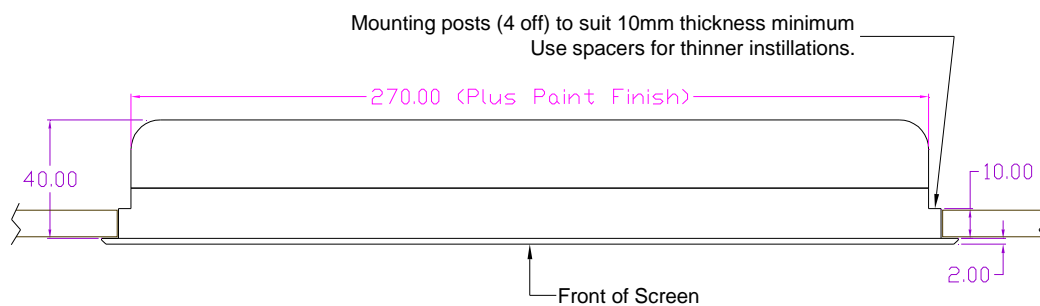 Mounting posts (4 off) to suit 10mm thickness minimum
Use spacers for thinner instillations.
270.00 (Plus Paint Finish)
40.00
10.00
2.00
Front of Screen